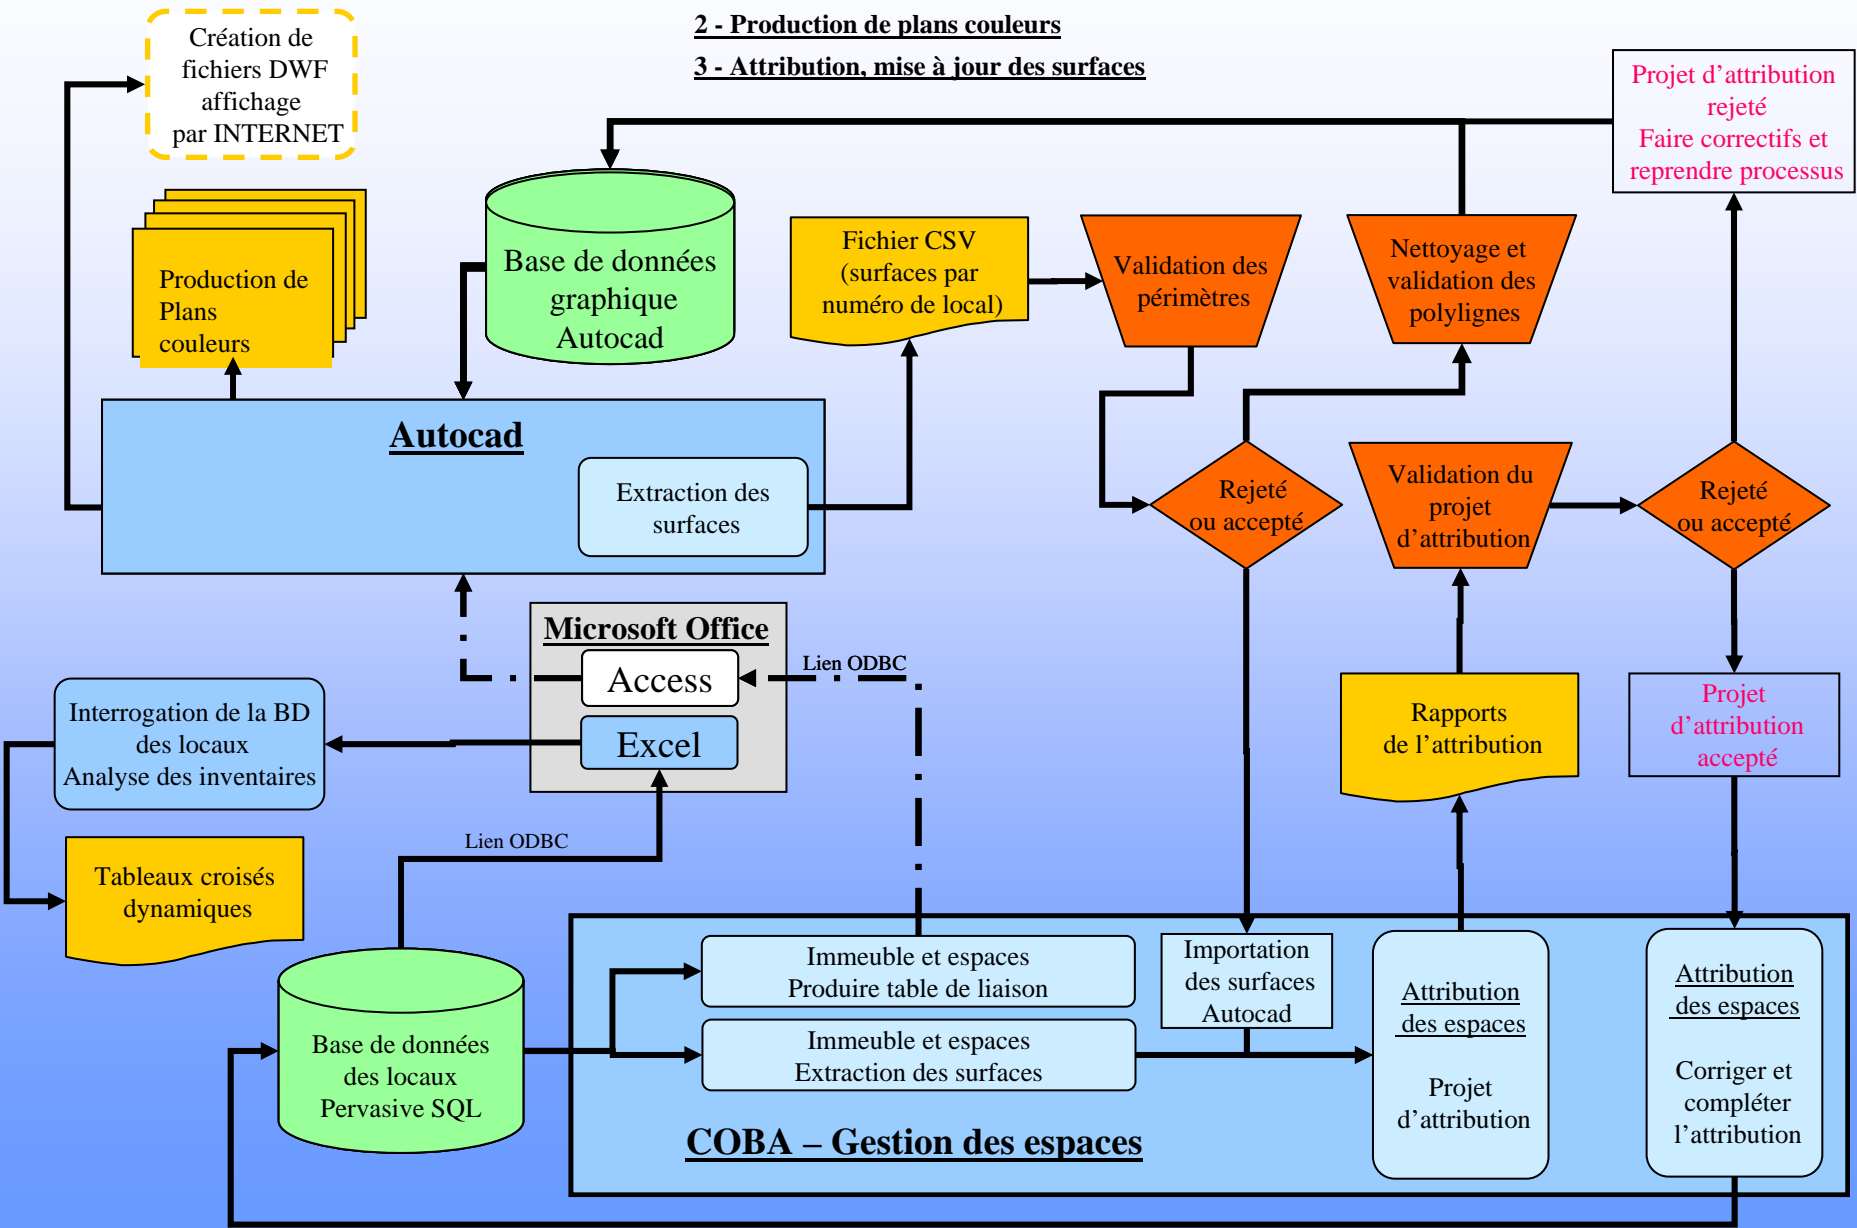 2 - Production de plans couleurs
3 - Attribution, mise à jour des surfaces
Création de
fichiers DWF
affichage
par INTERNET
Projet d’attribution
rejeté
Faire correctifs et
reprendre processus
Production de
Plans
couleurs
Base de données
graphique
Autocad
Fichier CSV
(surfaces par
numéro de local)
Validation des
périmètres
Nettoyage et
validation des
polylignes
Autocad
Extraction des
surfaces
Rejeté
ou accepté
Validation du
projet
d’attribution
Rejeté
ou accepté
Microsoft Office
Access
Excel
Lien ODBC
Interrogation de la BD
des locaux
Analyse des inventaires
Rapports
de l’attribution
Projet
d’attribution
accepté
Lien ODBC
Tableaux croisés
dynamiques
Base de données
des locaux
Pervasive SQL
Immeuble et espaces
Produire table de liaison
Immeuble et espaces
Extraction des surfaces
Importation
des surfaces
Autocad
Attribution
des espaces
Projet
d’attribution
Attribution
des espaces
Corriger et
compléter
l’attribution
COBA – Gestion des espaces